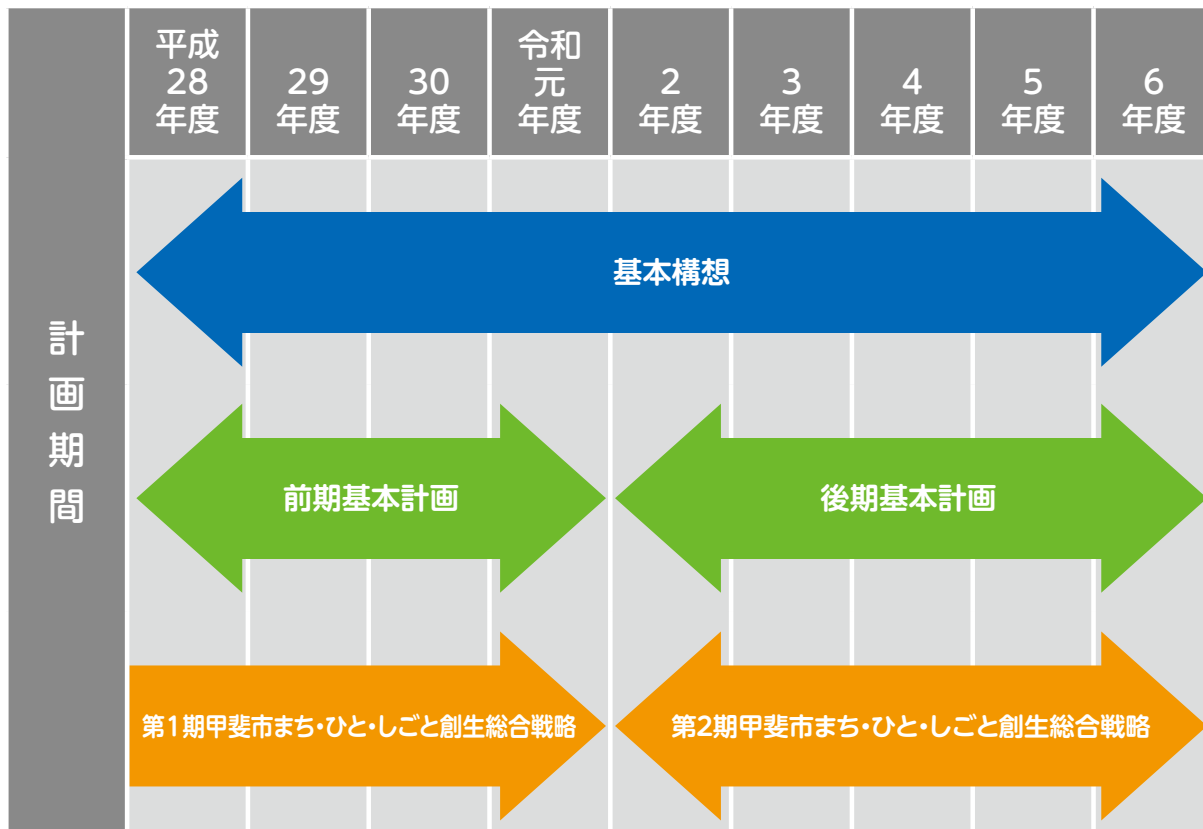 平成
28
年度
29
年度
30
年度
令和
元
年度
2
年度
3
年度
4
年度
5
年度
6
年度
計画期間
基本構想
前期基本計画
後期基本計画
第1期甲斐市まち・ひと・しごと創生総合戦略
第2期甲斐市まち・ひと・しごと創生総合戦略